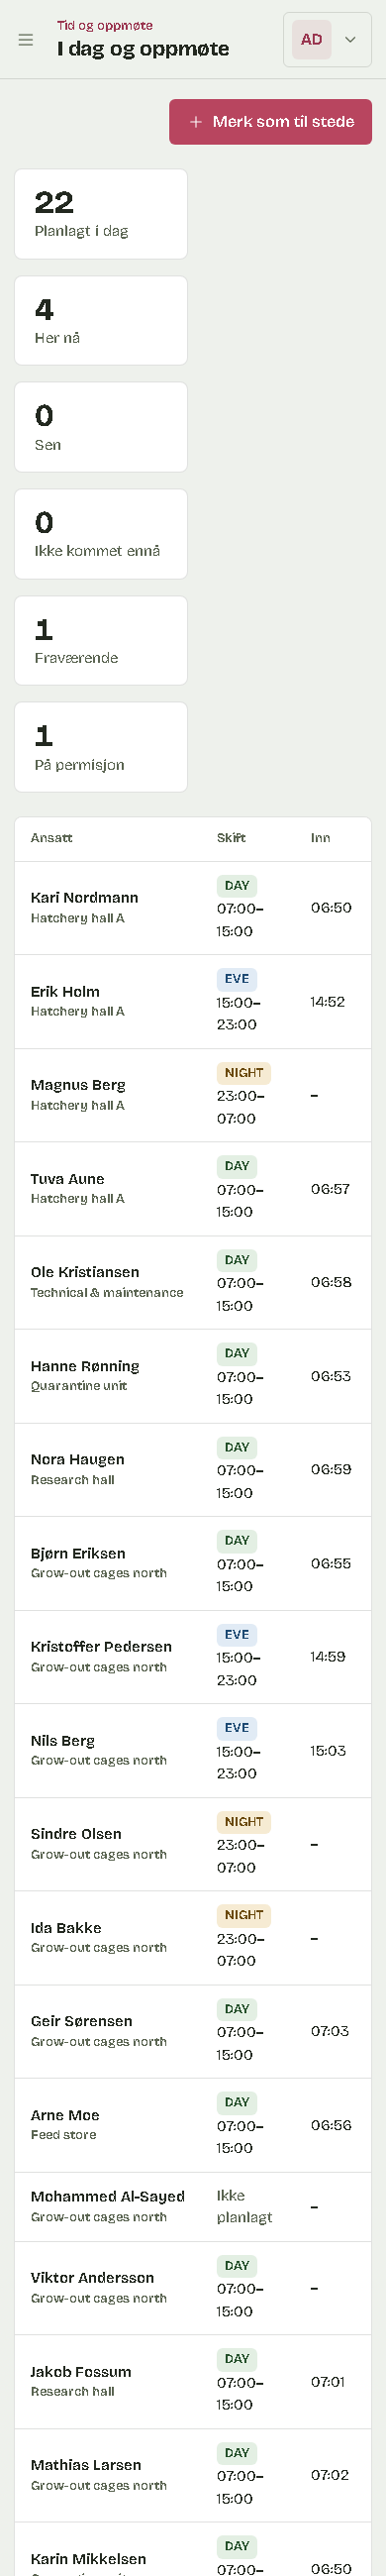 Tid og oppmøte
I dag og oppmøte
AD
Merk som til stede
22
Planlagt i dag
4
Her nå
0
Sen
0
Ikke kommet ennå
1
Fraværende
1
På permisjon
Ansatt Skift Inn
Kari Nordmann
Hatchery hall A
DAY
07:00–
15:00
06:50
Erik Holm
Hatchery hall A
EVE
15:00–
23:00
14:52
Magnus Berg
Hatchery hall A
NIGHT
23:00–
07:00
–
Tuva Aune
Hatchery hall A
DAY
07:00–
15:00
06:57
Ole Kristiansen
Technical & maintenance
DAY
07:00–
15:00
06:58
Hanne Rønning
Quarantine unit
DAY
07:00–
15:00
06:53
Nora Haugen
Research hall
DAY
07:00–
15:00
06:59
Bjørn Eriksen
Grow-out cages north
DAY
07:00–
15:00
06:55
Kristoffer Pedersen
Grow-out cages north
EVE
15:00–
23:00
14:59
Nils Berg
Grow-out cages north
EVE
15:00–
23:00
15:03
Sindre Olsen
Grow-out cages north
NIGHT
23:00–
07:00
–
Ida Bakke
Grow-out cages north
NIGHT
23:00–
07:00
–
Geir Sørensen
Grow-out cages north
DAY
07:00–
15:00
07:03
Arne Moe
Feed store
DAY
07:00–
15:00
06:56
Mohammed Al-Sayed
Grow-out cages north
Ikke
planlagt
–
Viktor Andersson
Grow-out cages north
DAY
07:00–
15:00
–
Jakob Fossum
Research hall
DAY
07:00–
15:00
07:01
Mathias Larsen
Grow-out cages north
DAY
07:00–
15:00
07:02
Karin Mikkelsen
DAY
07:00–
06:50